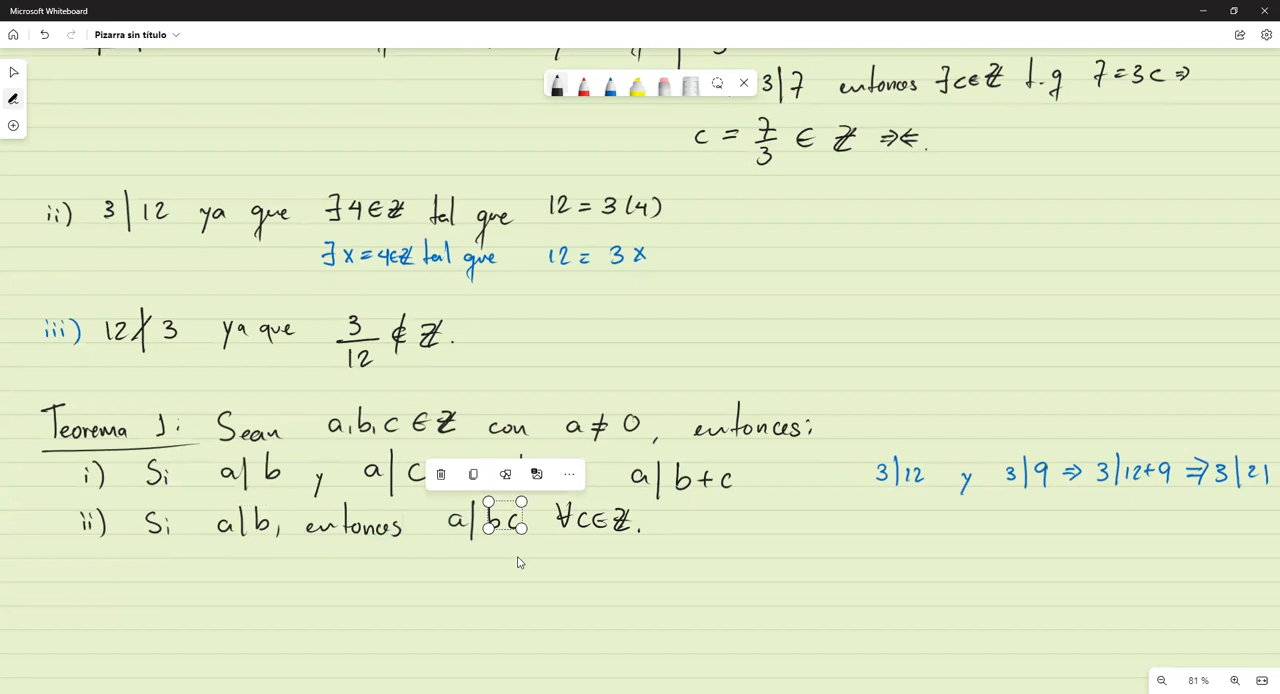 Microsoft Whiteboard
Pizarra sin título
3|7 entonces ∃c∈ℤ t.q 7=3c ⇒
c = 7/3 ∈ ℤ ⇒⇐.
ii) 3|12 ya que ∃4∈ℤ tal que 12=3(4)
∃x=4∈ℤ tal que 12=3x
iii) 12∤3 ya que 3/12 ∉ ℤ.
Teorema 1: Sean a,b,c∈ℤ con a≠0, entonces:
i) Si a|b y a|c a|b+c 3|12 y 3|9 ⇒ 3|12+9 ⇒ 3|21
ii) Si a|b, entonces a|bc ∀c∈ℤ.
81 %